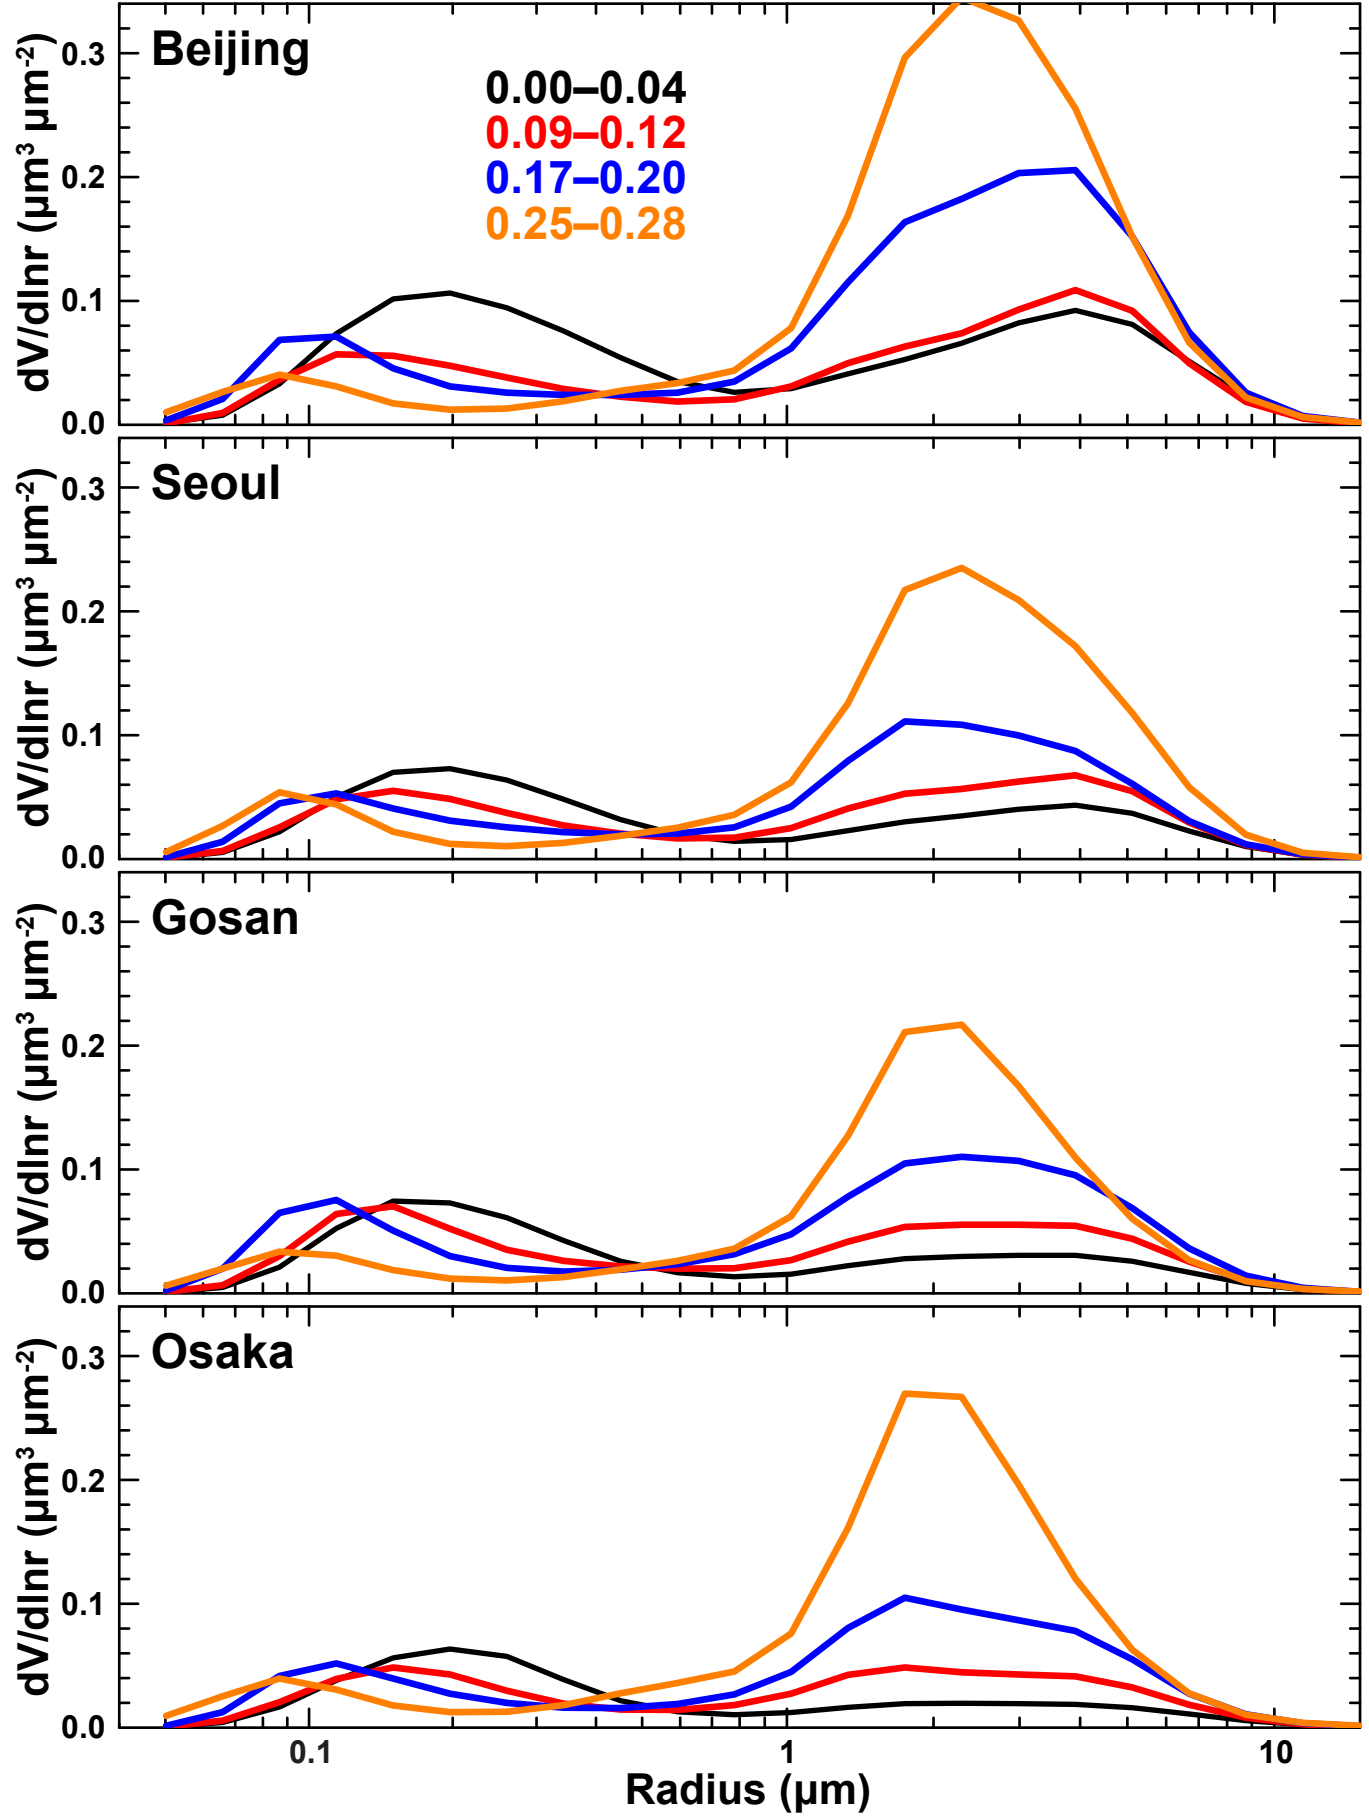 Beijing
0.00–0.04
0.09–0.12
0.17–0.20
0.25–0.28
dV/dlnr (µm³ µm⁻²)
0.3
0.2
0.1
0.0
Seoul
dV/dlnr (µm³ µm⁻²)
0.3
0.2
0.1
0.0
Gosan
dV/dlnr (µm³ µm⁻²)
0.3
0.2
0.1
0.0
Osaka
dV/dlnr (µm³ µm⁻²)
0.3
0.2
0.1
0.0
0.1 1 10
Radius (µm)